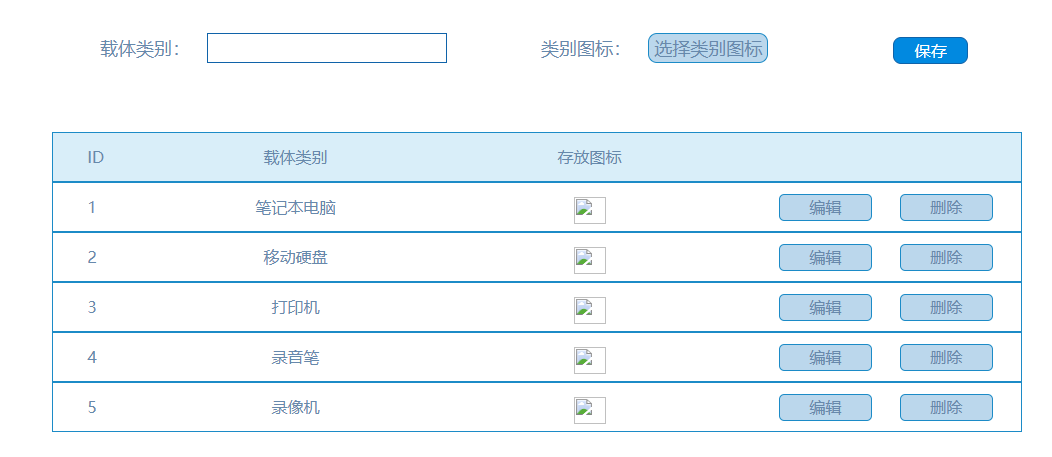 载体类别： 类别图标： 选择类别图标 保存
ID 载体类别 存放图标
1 笔记本电脑 编辑 删除
2 移动硬盘 编辑 删除
3 打印机 编辑 删除
4 录音笔 编辑 删除
5 录像机 编辑 删除